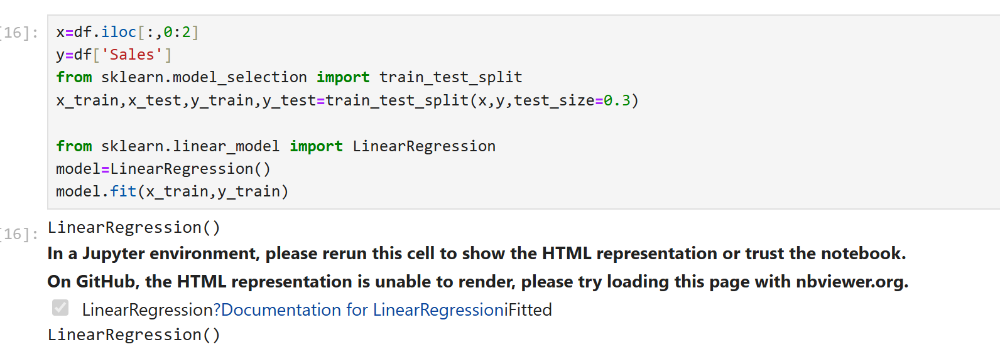 [16]:
x=df.iloc[:,0:2]
y=df['Sales']
from sklearn.model_selection import train_test_split
x_train,x_test,y_train,y_test=train_test_split(x,y,test_size=0.3)
from sklearn.linear_model import LinearRegression
model=LinearRegression()
model.fit(x_train,y_train)
[16]:
LinearRegression()
In a Jupyter environment, please rerun this cell to show the HTML representation or trust the notebook.
On GitHub, the HTML representation is unable to render, please try loading this page with nbviewer.org.
LinearRegression?Documentation for LinearRegressioniFitted
LinearRegression()